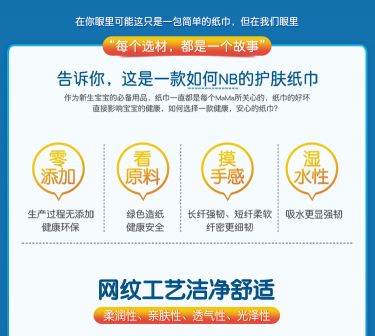 在你眼里可能这只是一包简单的纸巾，但在我们眼里
“每个选材，都是一个故事”
告诉你，这是一款如何NB的护肤纸巾
作为新生宝宝的必备用品，纸巾一直都是每个MaMa所关心的，纸巾的好坏
直接影响宝宝的健康，如何选择一款健康，安心的纸巾？
零
添加
看
原料
摸
手感
湿
水性
生产过程无添加
健康环保
绿色造纸
健康安全
长纤强韧、短纤柔软
纤密更细韧
吸水更显强韧
网纹工艺洁净舒适
柔润性、亲肤性、透气性、光泽性